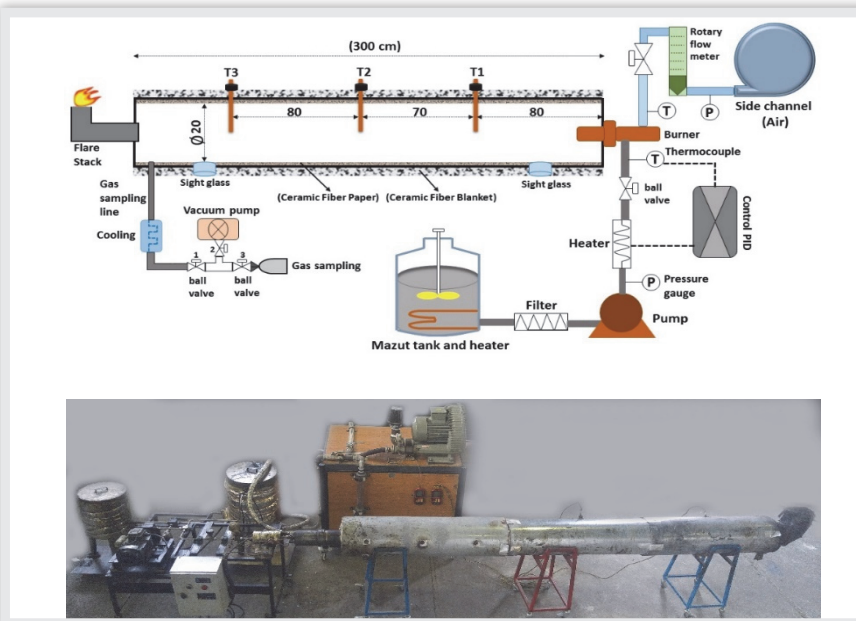 (300 cm)
T3
T2
T1
80
70
80
Ø20
Flare
Stack
Sight glass
(Ceramic Fiber Paper)
(Ceramic Fiber Blanket)
Sight glass
Gas
sampling
line
Cooling
Vacuum pump
1
2
3
ball
valve
ball
valve
Gas sampling
Rotary
flow
meter
T
P
Side channel
(Air)
Burner
T
Thermocouple
ball
valve
Control PID
Heater
P
Pressure
gauge
Filter
Pump
Mazut tank and heater